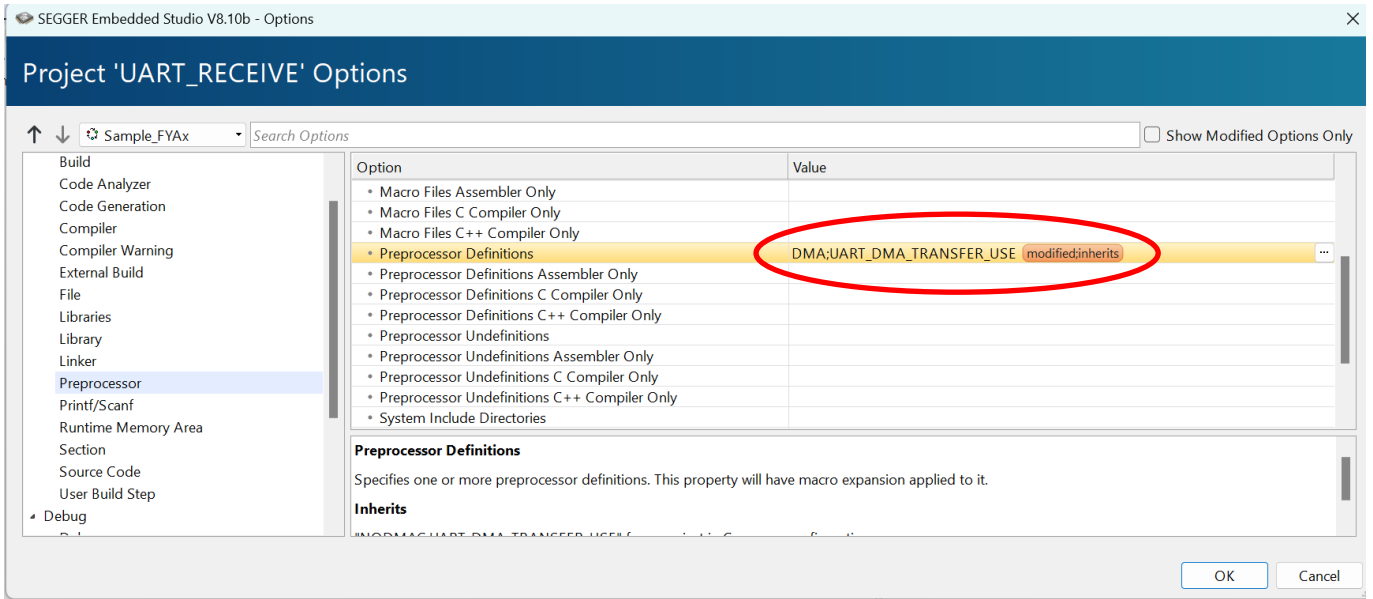 SEGGER Embedded Studio V8.10b - Options
Project 'UART_RECEIVE' Options
Sample_FYAx
Search Options
Show Modified Options Only
Build
Code Analyzer
Code Generation
Compiler
Compiler Warning
External Build
File
Libraries
Library
Linker
Preprocessor
Printf/Scanf
Runtime Memory Area
Section
Source Code
User Build Step
Debug
Option Value
Macro Files Assembler Only
Macro Files C Compiler Only
Macro Files C++ Compiler Only
Preprocessor Definitions DMA;UART_DMA_TRANSFER_USE modified;inherits ...
Preprocessor Definitions Assembler Only
Preprocessor Definitions C Compiler Only
Preprocessor Definitions C++ Compiler Only
Preprocessor Undefinitions
Preprocessor Undefinitions Assembler Only
Preprocessor Undefinitions C Compiler Only
Preprocessor Undefinitions C++ Compiler Only
System Include Directories
Preprocessor Definitions
Specifies one or more preprocessor definitions. This property will have macro expansion applied to it.
Inherits
OK Cancel